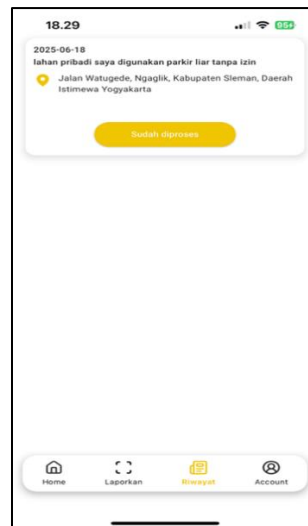 18.29
95+
2025-06-18
lahan pribadi saya digunakan parkir liar tanpa izin
Jalan Watugede, Ngaglik, Kabupaten Sleman, Daerah
Istimewa Yogyakarta
Sudah diproses
Home Laporkan Riwayat Account